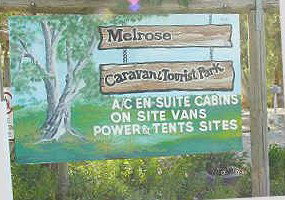 Melrose
Caravan & Tourist Park
A/C EN SUITE CABINS
ON SITE VANS
POWER & TENTS SITES